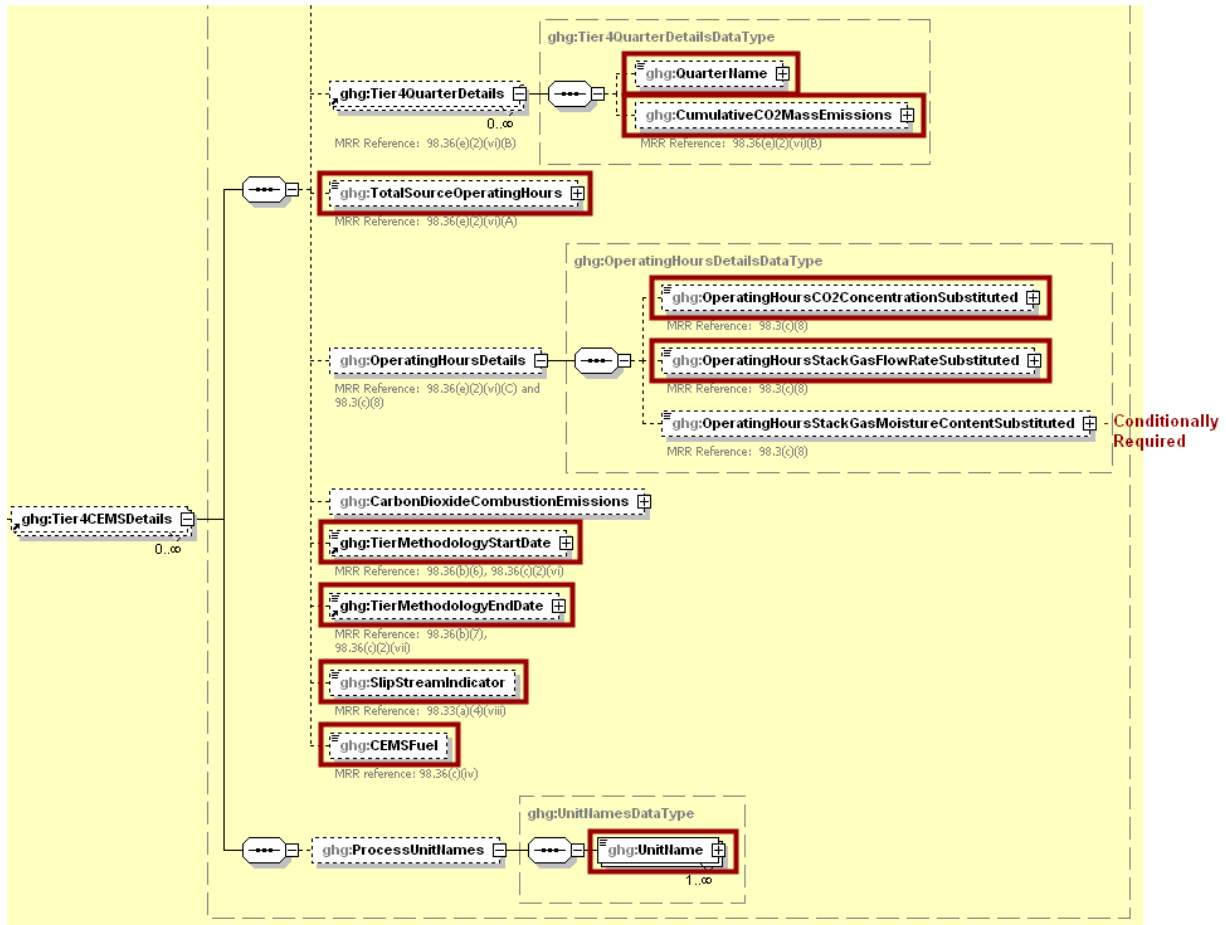 ghg:Tier4QuarterDetailsDataType
ghg:QuarterName
ghg:Tier4QuarterDetails
0..∞
ghg:CumulativeCO2MassEmissions
MRR Reference: 98.36(e)(2)(vi)(B)
MRR Reference: 98.36(e)(2)(vi)(B)
ghg:TotalSourceOperatingHours
MRR Reference: 98.36(e)(2)(vi)(A)
ghg:OperatingHoursDetailsDataType
ghg:OperatingHoursCO2ConcentrationSubstituted
MRR Reference: 98.3(c)(8)
ghg:OperatingHoursDetails
ghg:OperatingHoursStackGasFlowRateSubstituted
MRR Reference: 98.36(e)(2)(vi)(C) and
98.3(c)(8)
MRR Reference: 98.3(c)(8)
ghg:OperatingHoursStackGasMoistureContentSubstituted
MRR Reference: 98.3(c)(8)
Conditionally
Required
ghg:CarbonDioxideCombustionEmissions
ghg:Tier4CEMSDetails
0..∞
ghg:TierMethodologyStartDate
MRR Reference: 98.36(b)(6), 98.36(c)(2)(vi)
ghg:TierMethodologyEndDate
MRR Reference: 98.36(b)(7),
98.36(c)(2)(vii)
ghg:SlipStreamIndicator
MRR Reference: 98.33(a)(4)(viii)
ghg:CEMSFuel
MRR reference: 98.36(c)(iv)
ghg:UnitNamesDataType
ghg:ProcessUnitNames
ghg:UnitName
1..∞